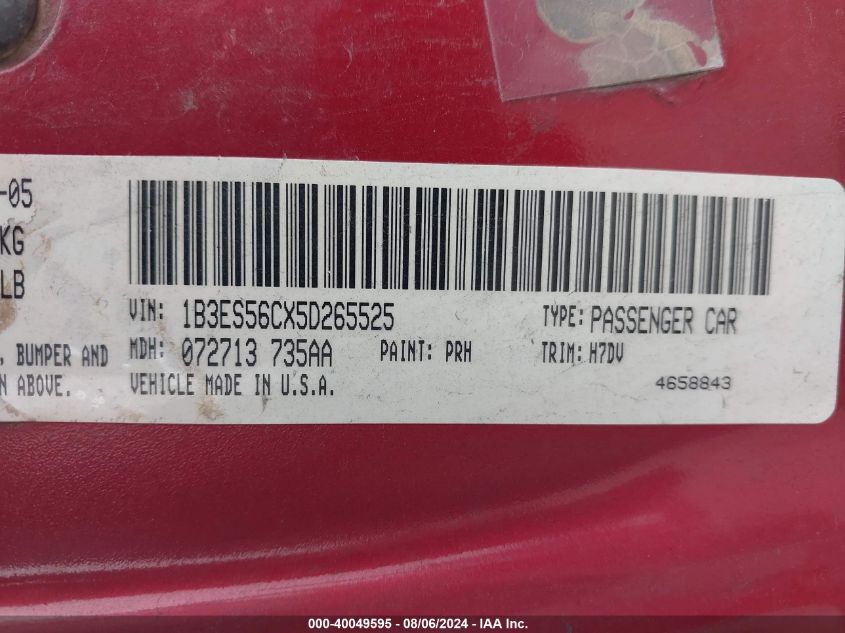 -05
KG
LB
VIN: 1B3ES56CX5D265525 TYPE: PASSENGER CAR
, BUMPER AND MDH: 072713 735AA PAINT: PRH TRIM: H7DV
N ABOVE. VEHICLE MADE IN U.S.A.
4658843
000-40049595 - 08/06/2024 - IAA Inc.